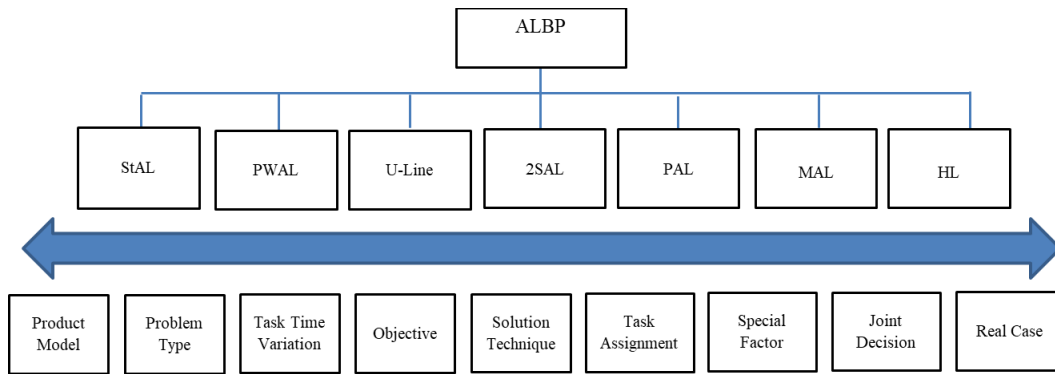 ALBP
StAL
PWAL
U-Line
2SAL
PAL
MAL
HL
Product
Model
Problem
Type
Task Time
Variation
Objective
Solution
Technique
Task
Assignment
Special
Factor
Joint
Decision
Real Case